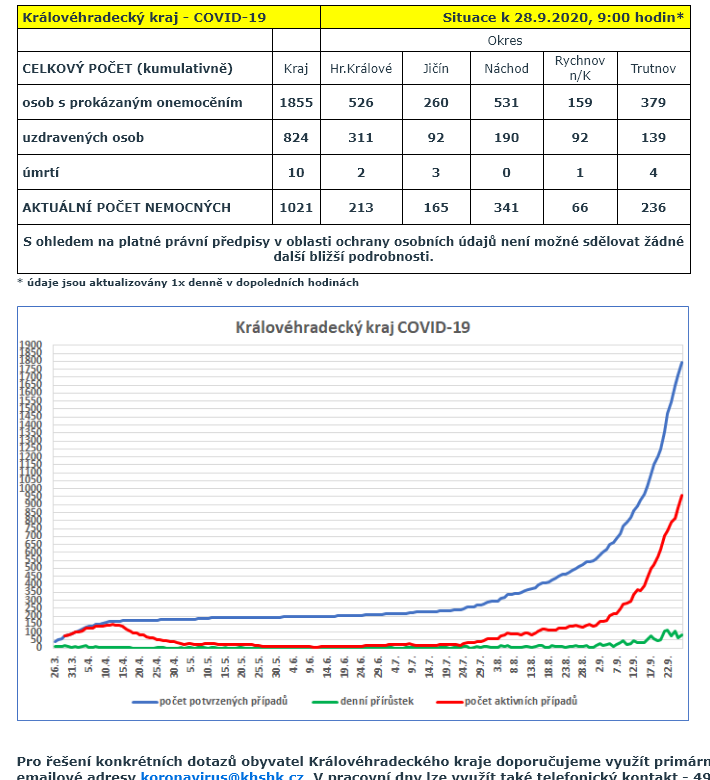 Královéhradecký kraj - COVID-19 Situace k 28.9.2020, 9:00 hodin*
Okres
CELKOVÝ POČET (kumulativně) Kraj Hr.Králové Jičín Náchod Rychnov n/K Trutnov
osob s prokázaným onemocěním 1855 526 260 531 159 379
uzdravených osob 824 311 92 190 92 139
úmrtí 10 2 3 0 1 4
AKTUÁLNÍ POČET NEMOCNÝCH 1021 213 165 341 66 236
S ohledem na platné právní předpisy v oblasti ochrany osobních údajů není možné sdělovat žádné
další bližší podrobnosti.
* údaje jsou aktualizovány 1x denně v dopoledních hodinách
Královéhradecký kraj COVID-19
1900
1850
1800
1750
1700
1650
1600
1550
1500
1450
1400
1350
1300
1250
1200
1150
1100
1050
1000
950
900
850
800
750
700
650
600
550
500
450
400
350
300
250
200
150
100
50
0
26.3. 31.3. 5.4. 10.4. 15.4. 20.4. 25.4. 30.4. 5.5. 10.5. 15.5. 20.5. 25.5. 30.5. 4.6. 9.6. 14.6. 19.6. 24.6. 29.6. 4.7. 9.7. 14.7. 19.7. 24.7. 29.7. 3.8. 8.8. 13.8. 18.8. 23.8. 28.8. 2.9. 7.9. 12.9. 17.9. 22.9.
počet potvrzených případů denní přírůstek počet aktivních případů
Pro řešení konkrétních dotazů obyvatel Královéhradeckého kraje doporučujeme využít primárn
emailové adresy koronavirus@khshk.cz. V pracovní dny lze využít také telefonický kontakt - 49